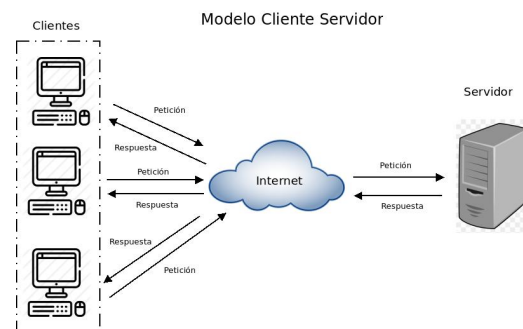 Modelo Cliente Servidor
Clientes
Servidor
Petición
Respuesta
Petición
Respuesta
Respuesta
Petición
Internet
Petición
Respuesta